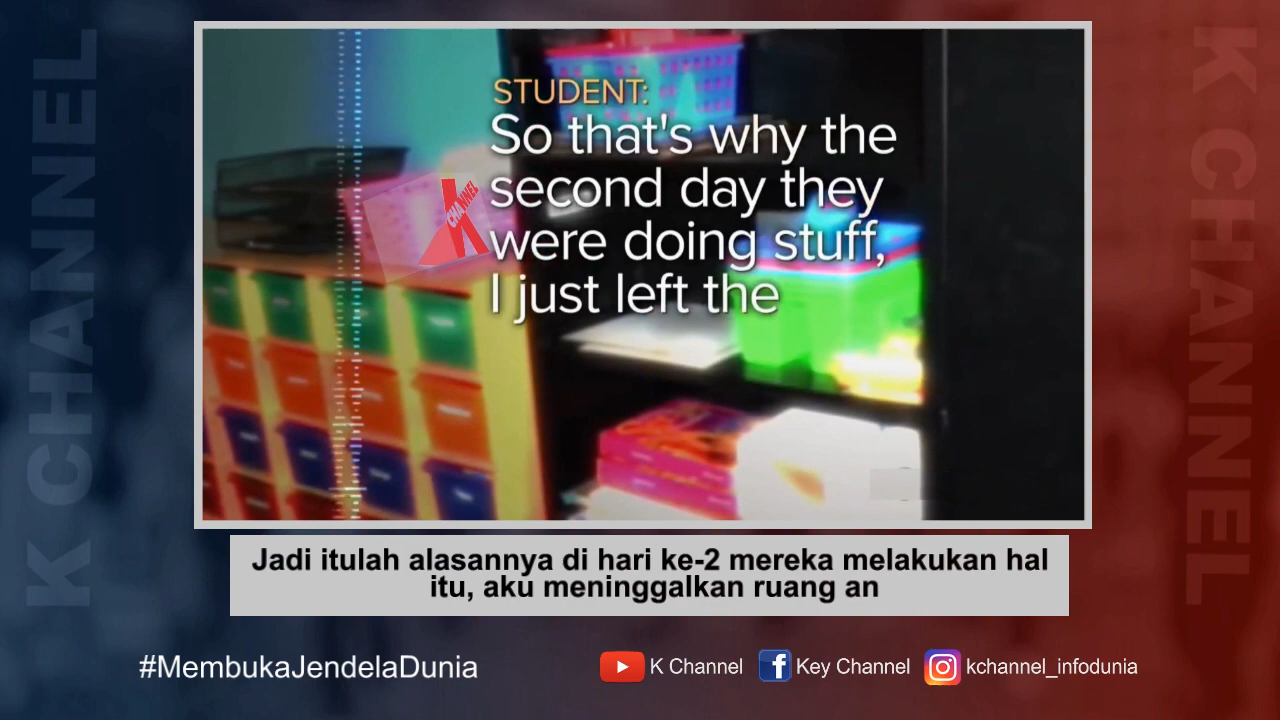 K CHANNEL
STUDENT:
So that's why the
second day they
were doing stuff,
I just left the
K CHANNEL
K CHANNEL
Jadi itulah alasannya di hari ke-2 mereka melakukan hal
itu, aku meninggalkan ruang an
#MembukaJendelaDunia
K Channel
Key Channel
kchannel_infodunia